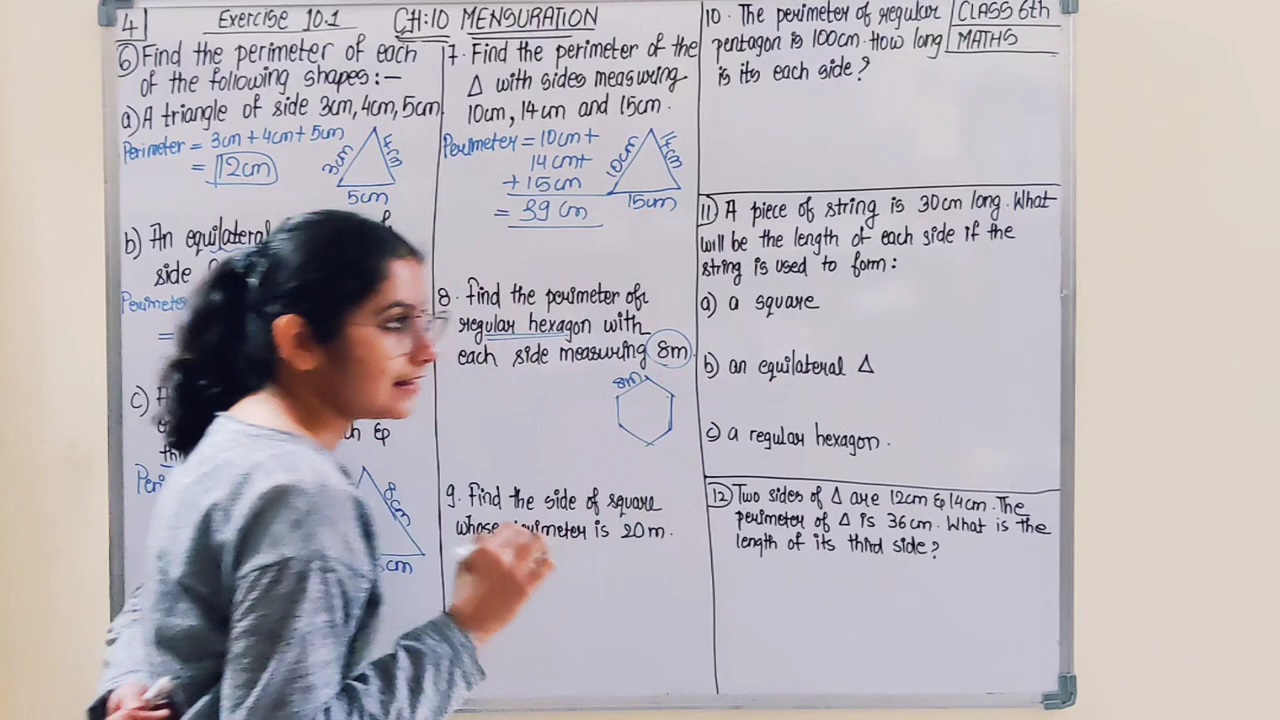 4
Exercise 10.1
CH:10 MENSURATION
CLASS 6th
MATHS
6 Find the perimeter of each
of the following shapes:-
a) A triangle of side 3cm, 4cm, 5cm
Perimeter = 3cm + 4cm + 5cm
= 12cm
3cm
4cm
5cm
b) An equilateral
side
Perimeter
=
c)
Peri
8cm
cm
7. Find the perimeter of the
Δ with sides measuring
10cm, 14cm and 15cm.
Perimeter = 10cm +
14cm+
+ 15cm
= 39 cm
10cm
14cm
15cm
8. Find the perimeter of
regular hexagon with
each side measuring 8m
8m
9. Find the side of square
whose perimeter is 20m.
10. The perimeter of regular
pentagon is 100cm. How long
is its each side?
11) A piece of string is 30cm long. What
will be the length of each side if the
string is used to form:
a) a square
b) an equilateral Δ
c) a regular hexagon.
12 Two sides of Δ are 12cm & 14cm. The
perimeter of Δ is 36cm. What is the
length of its third side?